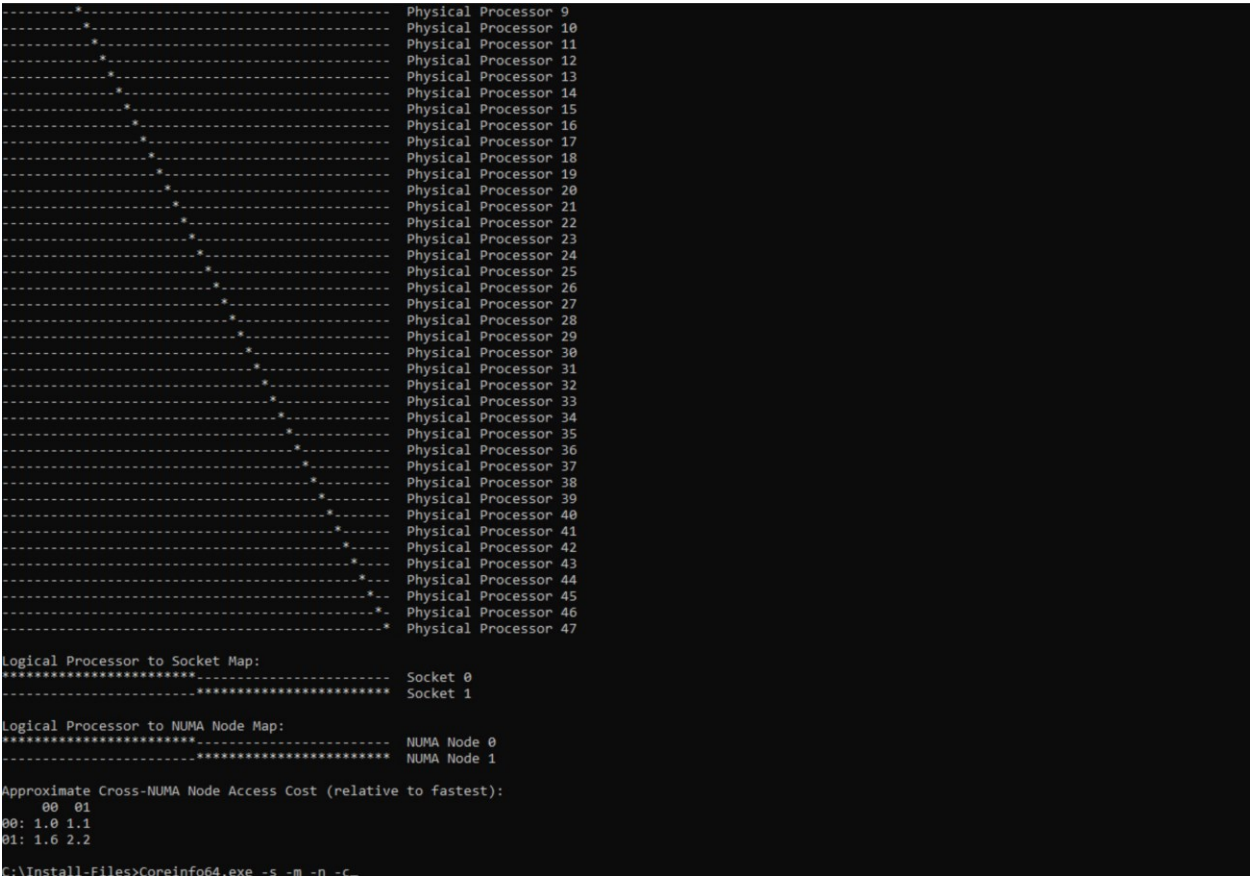 ---------*-------------------------------------- Physical Processor 9
----------*------------------------------------- Physical Processor 10
-----------*------------------------------------ Physical Processor 11
------------*----------------------------------- Physical Processor 12
-------------*---------------------------------- Physical Processor 13
--------------*--------------------------------- Physical Processor 14
---------------*-------------------------------- Physical Processor 15
----------------*------------------------------- Physical Processor 16
-----------------*------------------------------ Physical Processor 17
------------------*----------------------------- Physical Processor 18
-------------------*---------------------------- Physical Processor 19
--------------------*--------------------------- Physical Processor 20
---------------------*-------------------------- Physical Processor 21
----------------------*------------------------- Physical Processor 22
-----------------------*------------------------ Physical Processor 23
------------------------*----------------------- Physical Processor 24
-------------------------*---------------------- Physical Processor 25
--------------------------*--------------------- Physical Processor 26
---------------------------*-------------------- Physical Processor 27
----------------------------*------------------- Physical Processor 28
-----------------------------*------------------ Physical Processor 29
------------------------------*----------------- Physical Processor 30
-------------------------------*---------------- Physical Processor 31
--------------------------------*--------------- Physical Processor 32
---------------------------------*-------------- Physical Processor 33
----------------------------------*------------- Physical Processor 34
-----------------------------------*------------ Physical Processor 35
------------------------------------*----------- Physical Processor 36
-------------------------------------*---------- Physical Processor 37
--------------------------------------*--------- Physical Processor 38
---------------------------------------*-------- Physical Processor 39
----------------------------------------*------- Physical Processor 40
-----------------------------------------*------ Physical Processor 41
------------------------------------------*----- Physical Processor 42
-------------------------------------------*---- Physical Processor 43
--------------------------------------------*--- Physical Processor 44
---------------------------------------------*-- Physical Processor 45
----------------------------------------------*- Physical Processor 46
-----------------------------------------------* Physical Processor 47
Logical Processor to Socket Map:
************************------------------------ Socket 0
------------------------************************ Socket 1
Logical Processor to NUMA Node Map:
************************------------------------ NUMA Node 0
------------------------************************ NUMA Node 1
Approximate Cross-NUMA Node Access Cost (relative to fastest):
00 01
00: 1.0 1.1
01: 1.6 2.2
C:\Install-Files>Coreinfo64.exe -s -m -n -c_